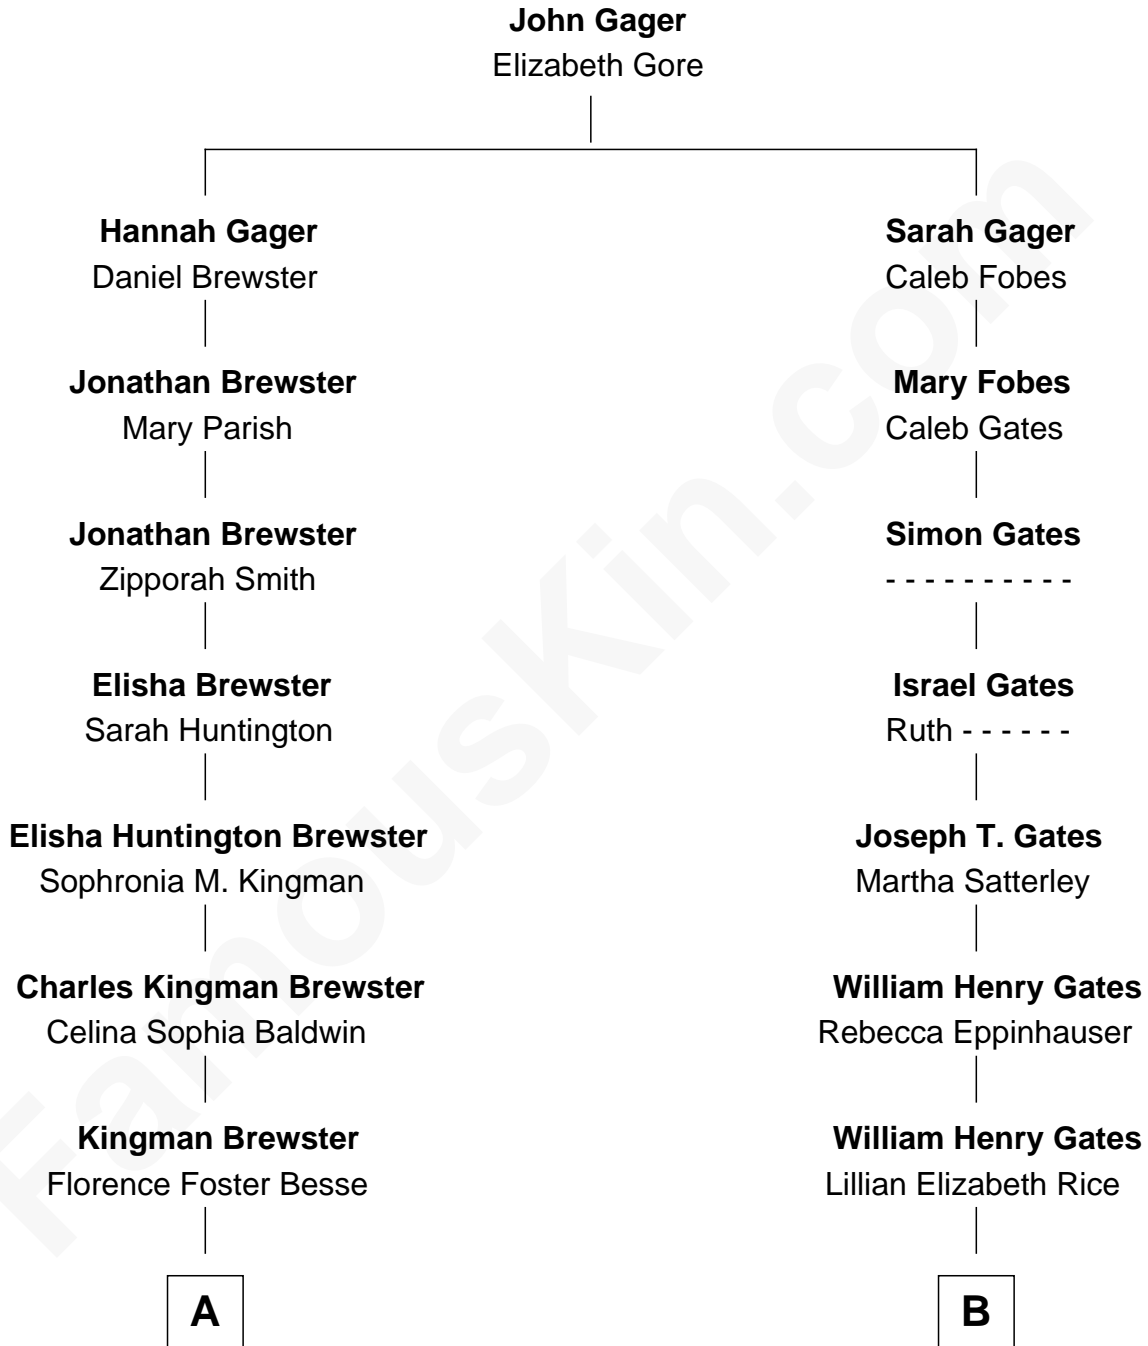 John Gager
Elizabeth Gore
Hannah Gager
Daniel Brewster
Sarah Gager
Caleb Fobes
Jonathan Brewster
Mary Parish
Mary Fobes
Caleb Gates
Jonathan Brewster
Zipporah Smith
Simon Gates
- - - - - - - - - -
Elisha Brewster
Sarah Huntington
Israel Gates
Ruth - - - - - -
Elisha Huntington Brewster
Sophronia M. Kingman
Joseph T. Gates
Martha Satterley
Charles Kingman Brewster
Celina Sophia Baldwin
William Henry Gates
Rebecca Eppinhauser
Kingman Brewster
Florence Foster Besse
William Henry Gates
Lillian Elizabeth Rice
A
B
FamousKin.com